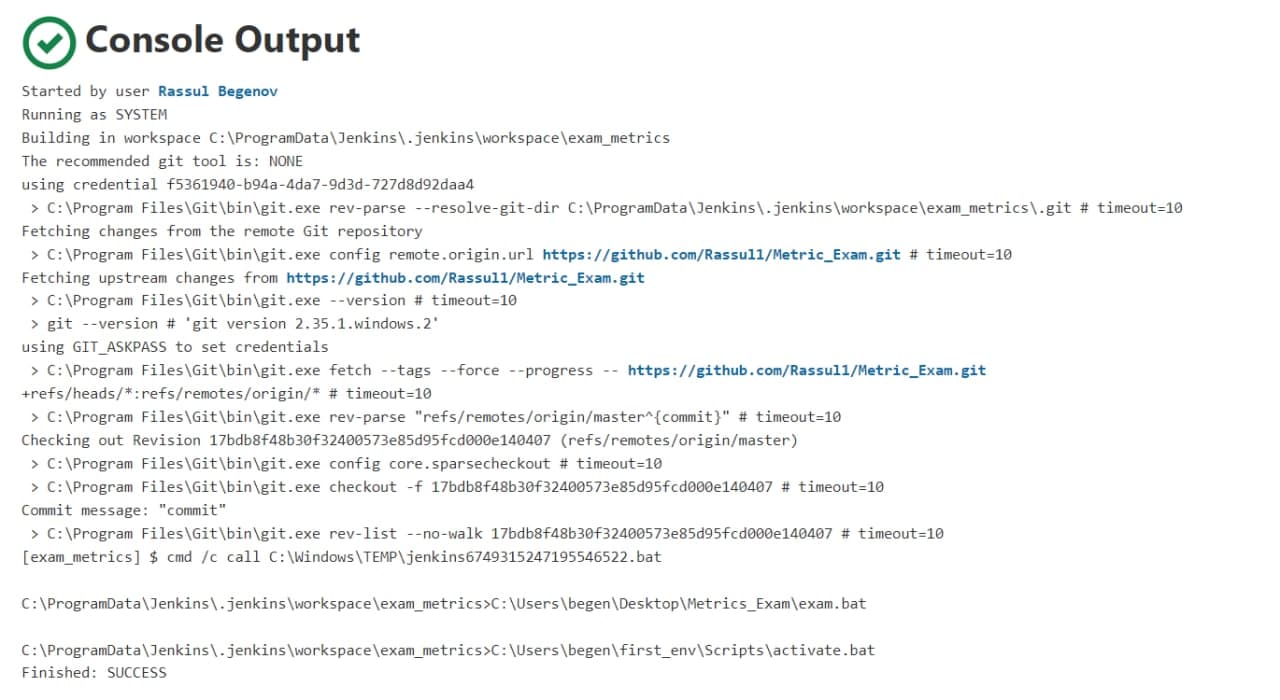 Console Output
Started by user Rassul Begenov
Running as SYSTEM
Building in workspace C:\ProgramData\Jenkins\.jenkins\workspace\exam_metrics
The recommended git tool is: NONE
using credential f5361940-b94a-4da7-9d3d-727d8d92daa4
> C:\Program Files\Git\bin\git.exe rev-parse --resolve-git-dir C:\ProgramData\Jenkins\.jenkins\workspace\exam_metrics\.git # timeout=10
Fetching changes from the remote Git repository
> C:\Program Files\Git\bin\git.exe config remote.origin.url https://github.com/Rassul1/Metric_Exam.git # timeout=10
Fetching upstream changes from https://github.com/Rassul1/Metric_Exam.git
> C:\Program Files\Git\bin\git.exe --version # timeout=10
> git --version # 'git version 2.35.1.windows.2'
using GIT_ASKPASS to set credentials
> C:\Program Files\Git\bin\git.exe fetch --tags --force --progress -- https://github.com/Rassul1/Metric_Exam.git
+refs/heads/*:refs/remotes/origin/* # timeout=10
> C:\Program Files\Git\bin\git.exe rev-parse "refs/remotes/origin/master^{commit}" # timeout=10
Checking out Revision 17bdb8f48b30f32400573e85d95fcd000e140407 (refs/remotes/origin/master)
> C:\Program Files\Git\bin\git.exe config core.sparsecheckout # timeout=10
> C:\Program Files\Git\bin\git.exe checkout -f 17bdb8f48b30f32400573e85d95fcd000e140407 # timeout=10
Commit message: "commit"
> C:\Program Files\Git\bin\git.exe rev-list --no-walk 17bdb8f48b30f32400573e85d95fcd000e140407 # timeout=10
[exam_metrics] $ cmd /c call C:\Windows\TEMP\jenkins6749315247195546522.bat
C:\ProgramData\Jenkins\.jenkins\workspace\exam_metrics>C:\Users\begen\Desktop\Metrics_Exam\exam.bat
C:\ProgramData\Jenkins\.jenkins\workspace\exam_metrics>C:\Users\begen\first_env\Scripts\activate.bat
Finished: SUCCESS